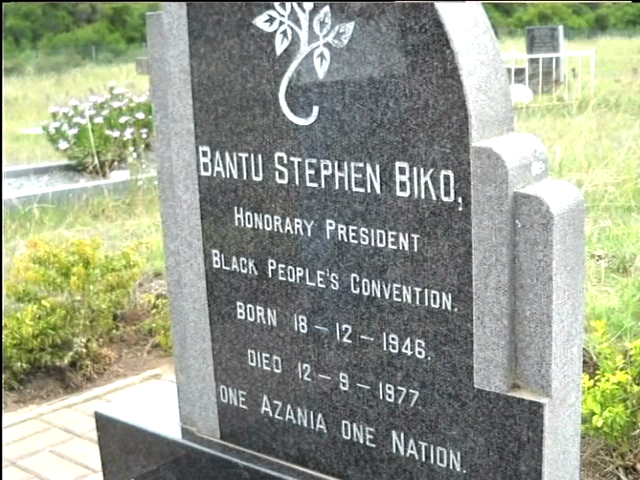 BANTU STEPHEN BIKO,
HONORARY PRESIDENT
BLACK PEOPLE'S CONVENTION.
BORN 18-12-1946.
DIED 12-9-1977.
ONE AZANIA ONE NATION.